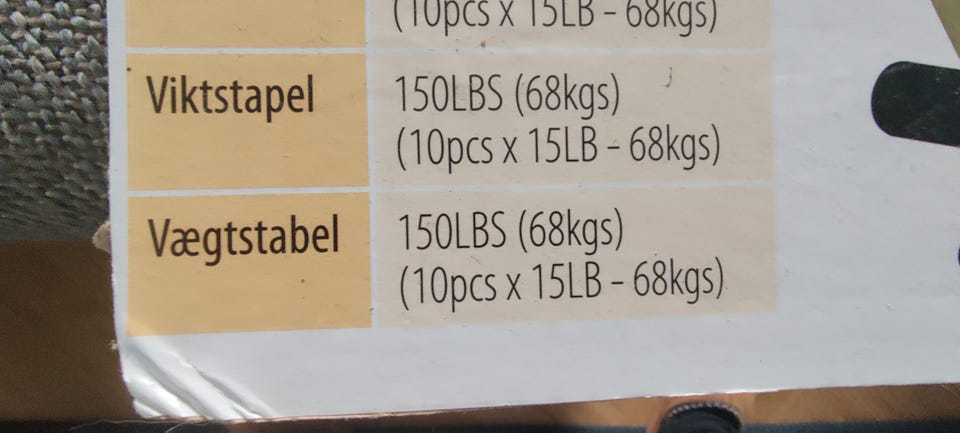 (10pcs x 15LB – 68kgs)
Viktstapel
150LBS (68kgs)
(10pcs x 15LB – 68kgs)
Vægtstabel
150LBS (68kgs)
(10pcs x 15LB – 68kgs)